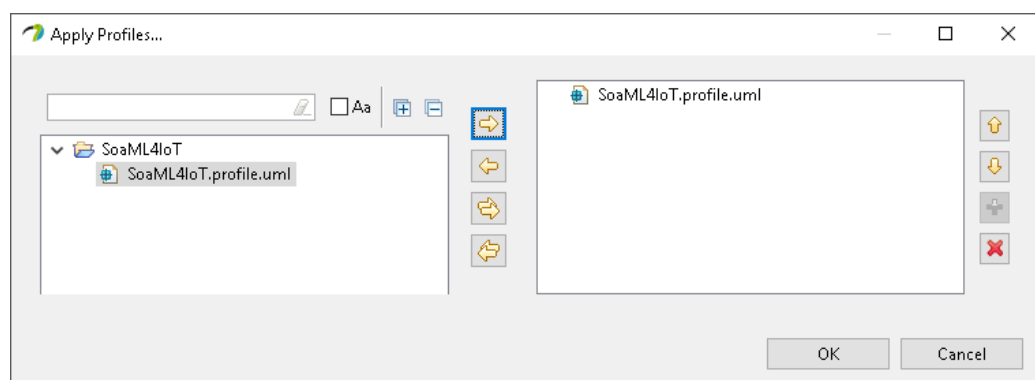 Apply Profiles...
Aa
SoaML4IoT
SoaML4IoT.profile.uml
SoaML4IoT.profile.uml
OK
Cancel